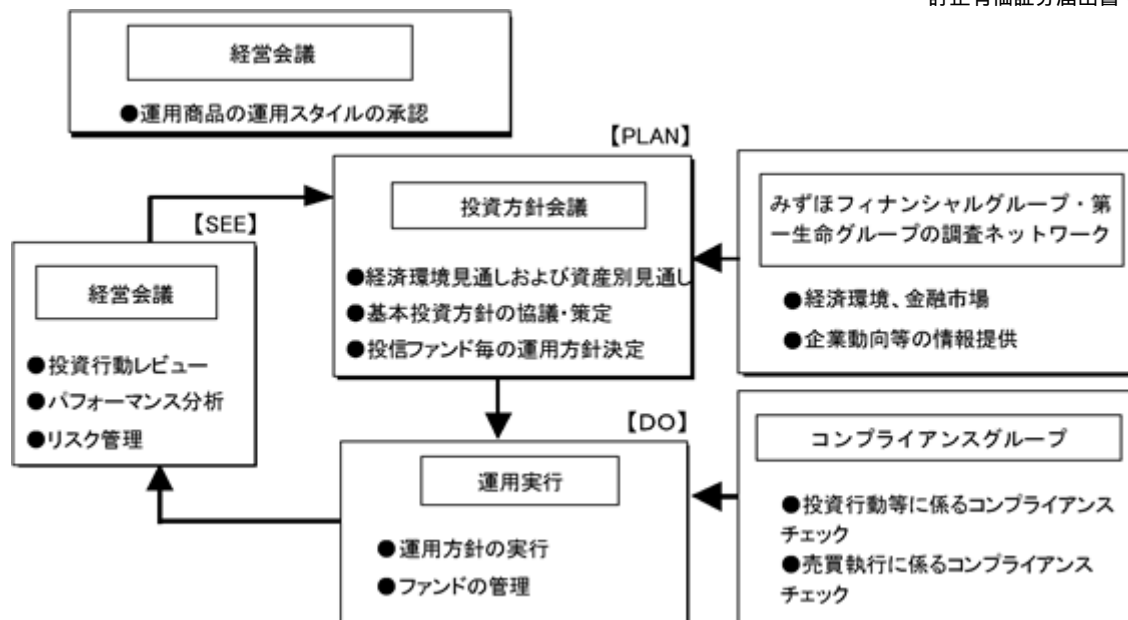 経営会議
●運用商品の運用スタイルの承認
【PLAN】
投資方針会議
●経済環境見通しおよび資産別見通し
●基本投資方針の協議・策定
●投信ファンド毎の運用方針決定
みずほフィナンシャルグループ・第
一生命グループの調査ネットワーク
●経済環境、金融市場
●企業動向等の情報提供
【SEE】
経営会議
●投資行動レビュー
●パフォーマンス分析
●リスク管理
【DO】
運用実行
●運用方針の実行
●ファンドの管理
コンプライアンスグループ
●投資行動等に係るコンプライアンス
チェック
●売買執行に係るコンプライアンス
チェック